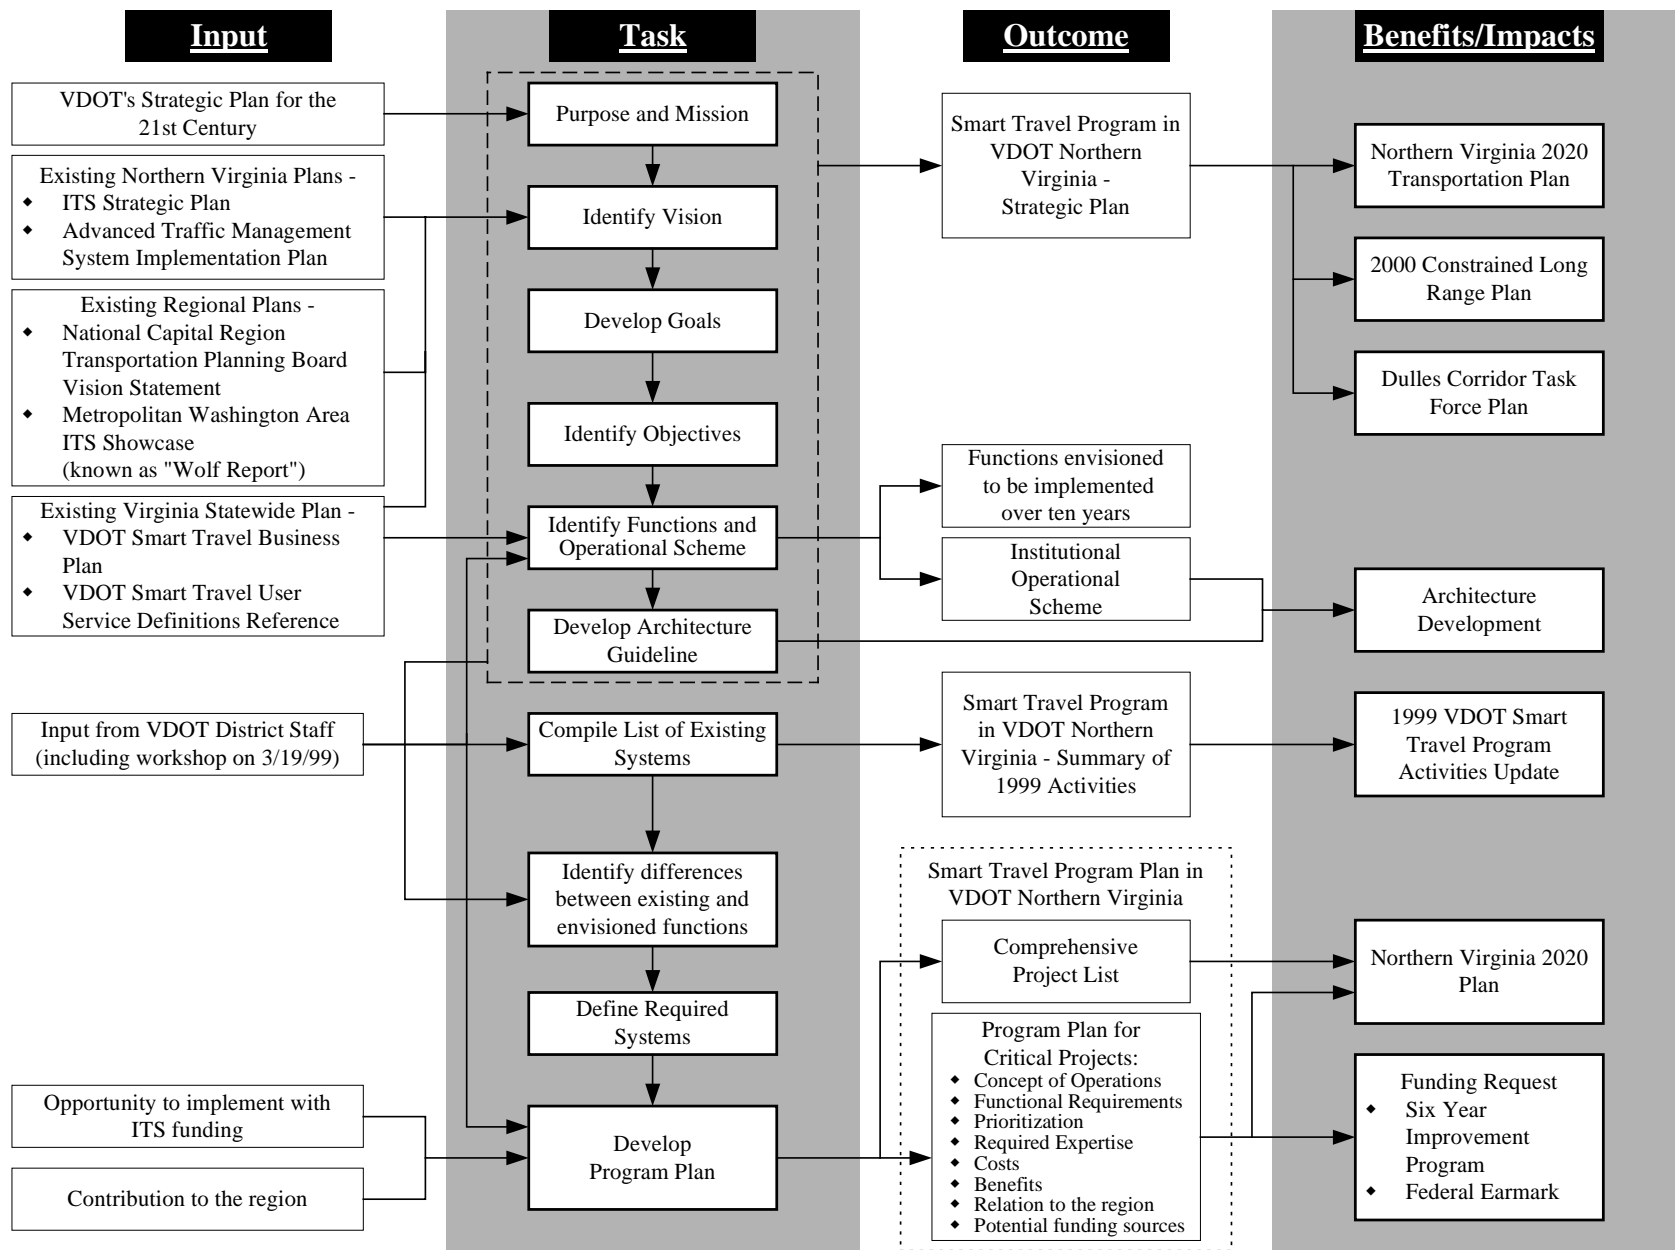 Input
Task
Outcome
Benefits/Impacts
VDOT's Strategic Plan for the
21st Century
Existing Northern Virginia Plans -
◆ ITS Strategic Plan
◆ Advanced Traffic Management
System Implementation Plan
Existing Regional Plans -
◆ National Capital Region
Transportation Planning Board
Vision Statement
◆ Metropolitan Washington Area
ITS Showcase
(known as "Wolf Report")
Existing Virginia Statewide Plan -
◆ VDOT Smart Travel Business
Plan
◆ VDOT Smart Travel User
Service Definitions Reference
Input from VDOT District Staff
(including workshop on 3/19/99)
Opportunity to implement with
ITS funding
Contribution to the region
Purpose and Mission
Identify Vision
Develop Goals
Identify Objectives
Identify Functions and
Operational Scheme
Develop Architecture
Guideline
Compile List of Existing
Systems
Identify differences
between existing and
envisioned functions
Define Required
Systems
Develop
Program Plan
Smart Travel Program in
VDOT Northern
Virginia -
Strategic Plan
Functions envisioned
to be implemented
over ten years
Institutional
Operational
Scheme
Smart Travel Program
in VDOT Northern
Virginia - Summary of
1999 Activities
Smart Travel Program Plan in
VDOT Northern Virginia
Comprehensive
Project List
Program Plan for
Critical Projects:
◆ Concept of Operations
◆ Functional Requirements
◆ Prioritization
◆ Required Expertise
◆ Costs
◆ Benefits
◆ Relation to the region
◆ Potential funding sources
Northern Virginia 2020
Transportation Plan
2000 Constrained Long
Range Plan
Dulles Corridor Task
Force Plan
Architecture
Development
1999 VDOT Smart
Travel Program
Activities Update
Northern Virginia 2020
Plan
Funding Request
◆ Six Year
Improvement
Program
◆ Federal Earmark